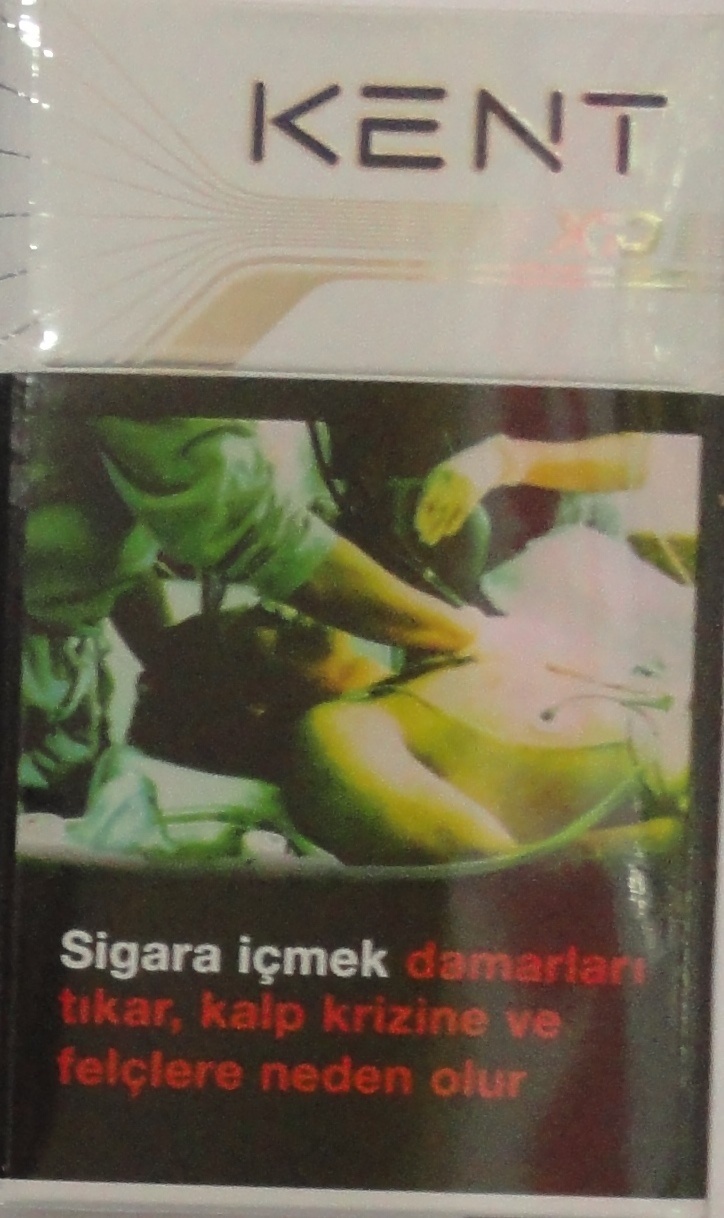 KENT
Sigara içmek damarları
tıkar, kalp krizine ve
felçlere neden olur